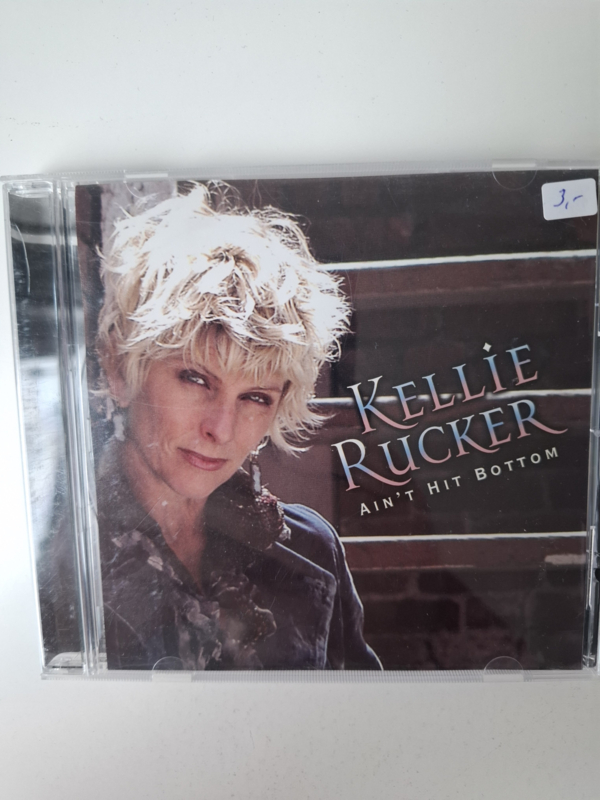 3,-
KELLIE
RUCKER
AIN'T HIT BOTTOM